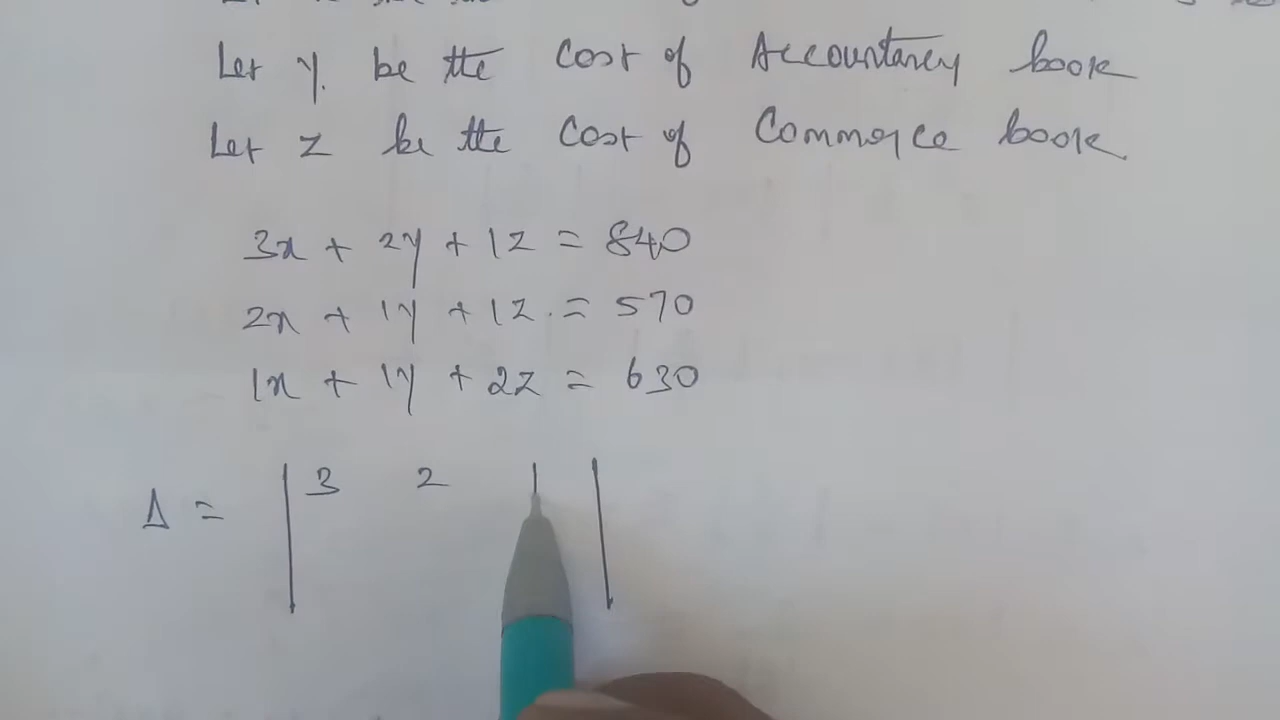 Let y. be the cost of Accountancy book
Let z be the cost of Commerce book.
3x + 2y + 1z = 840
2x + 1y + 1z . = 570
1x + 1y + 2z = 630
Δ = | 3 2 1 |